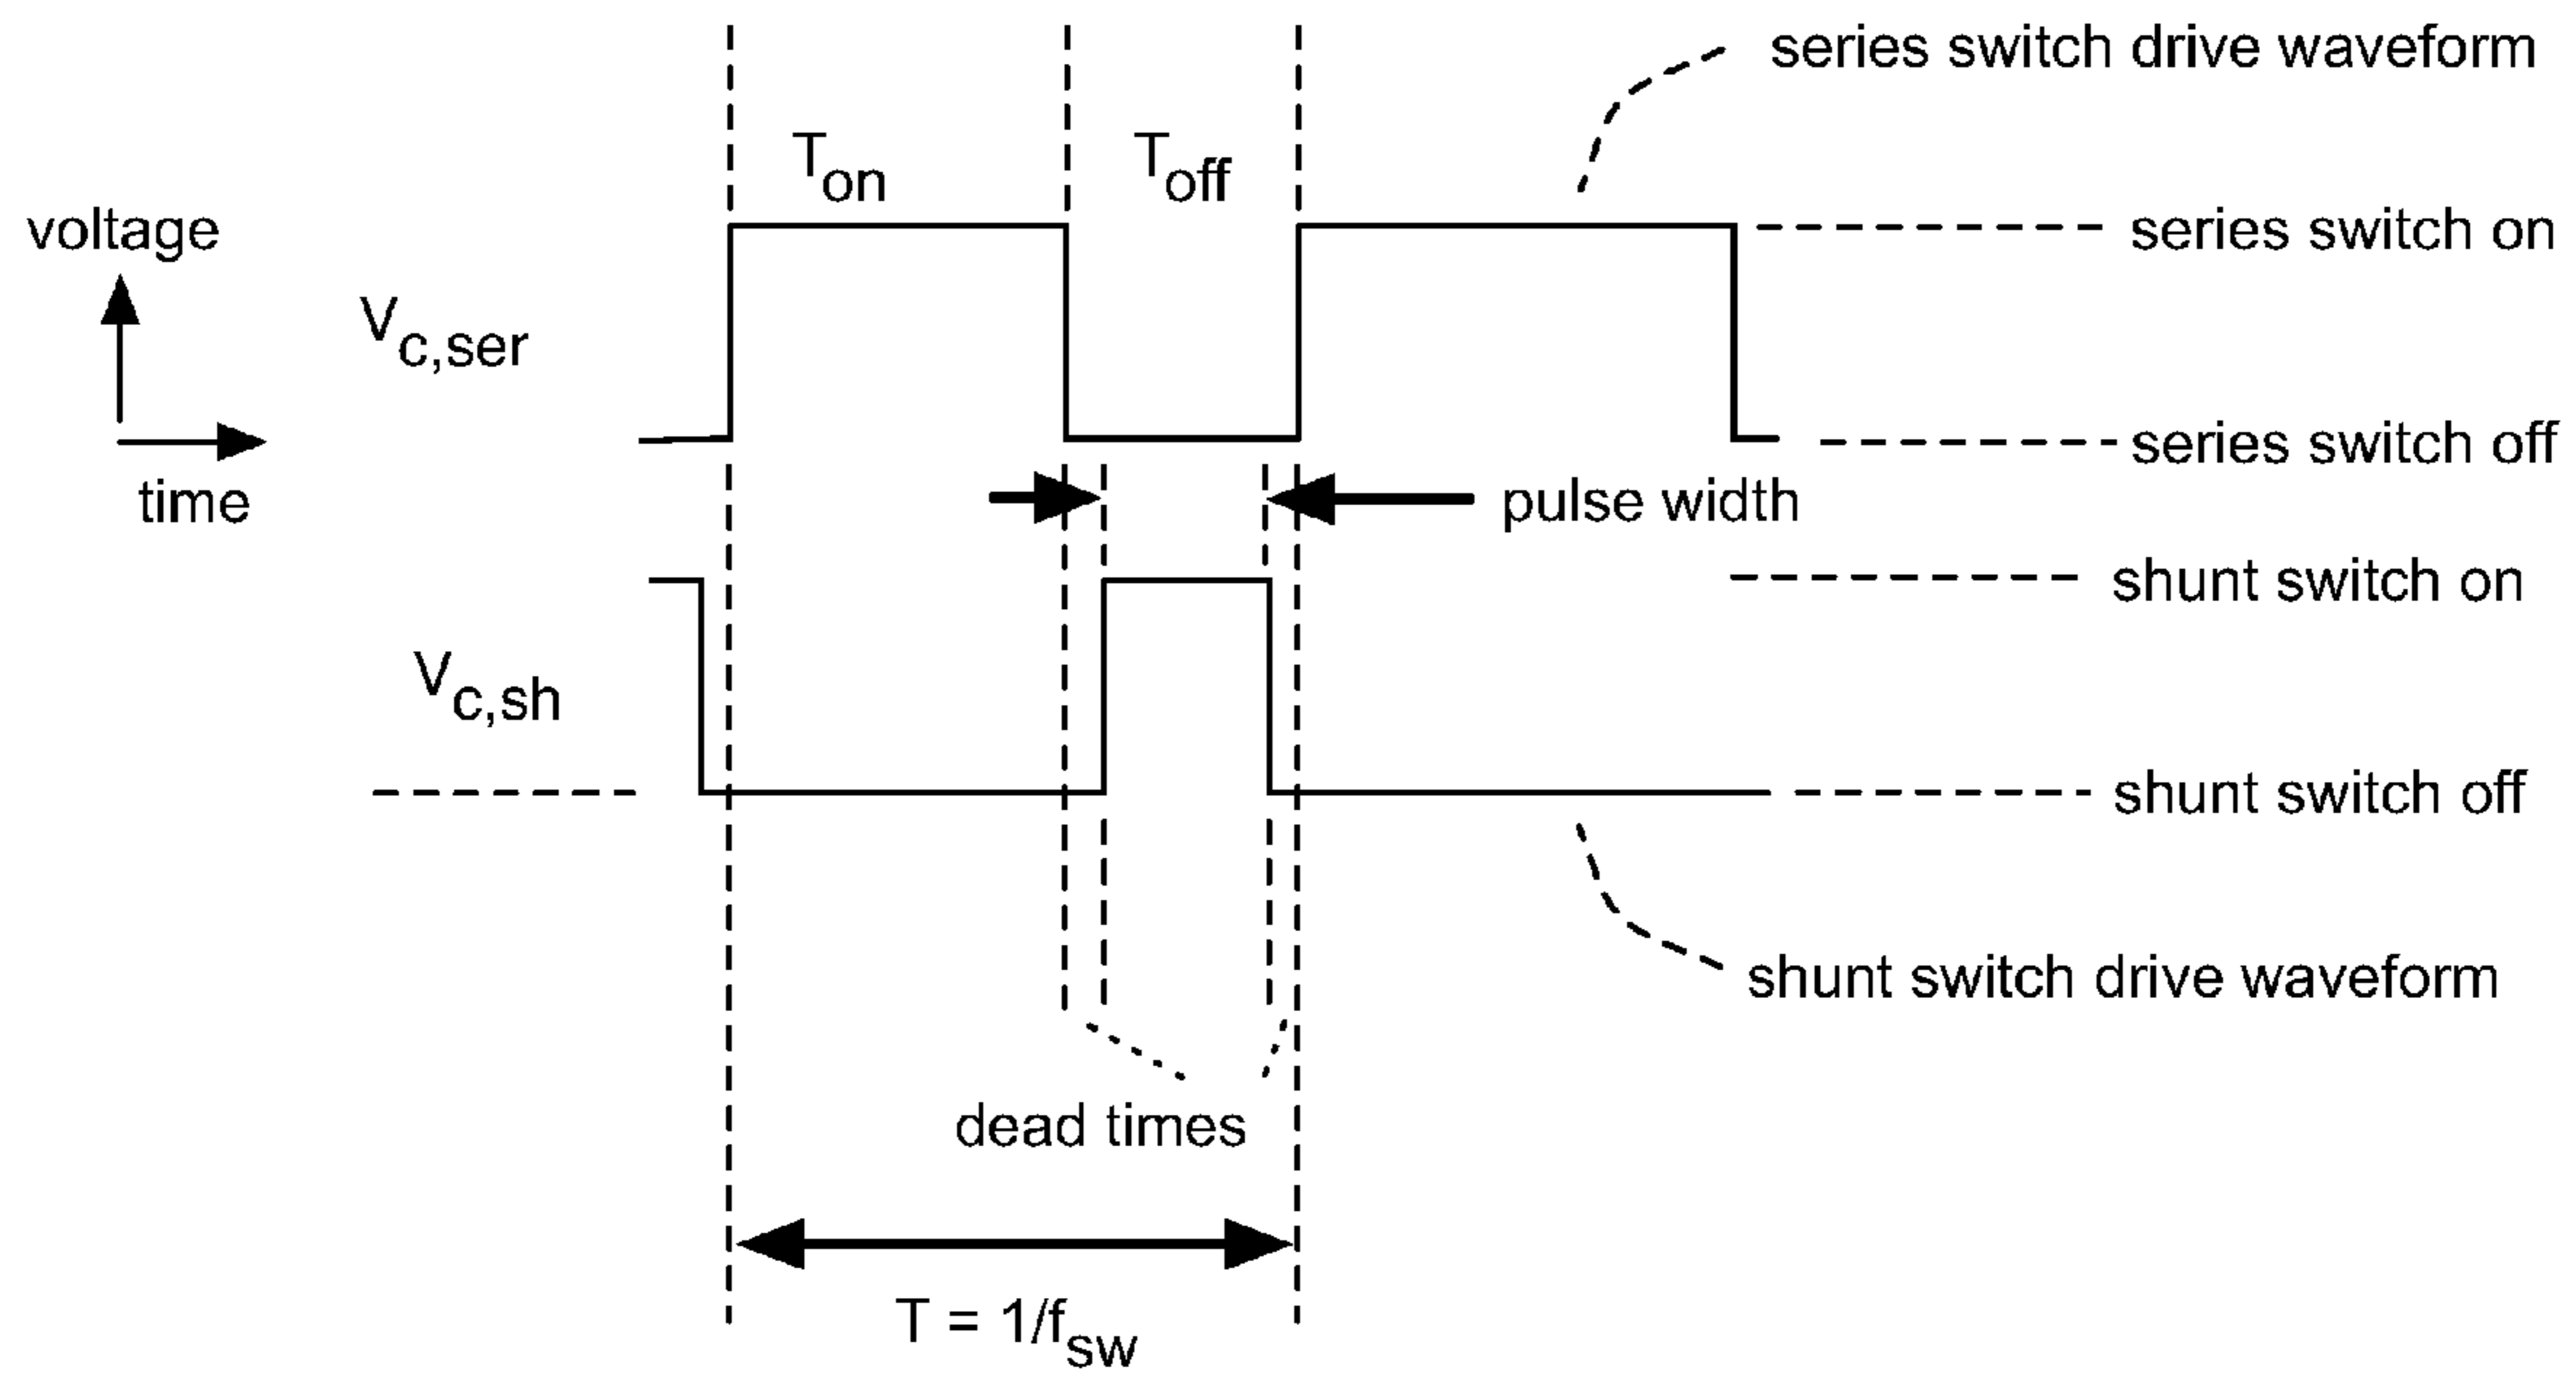 series switch drive waveform
Ton
Toff
voltage
series switch on
Vc,ser
series switch off
time
pulse width
shunt switch on
Vc,sh
shunt switch off
shunt switch drive waveform
dead times
T = 1/fsw